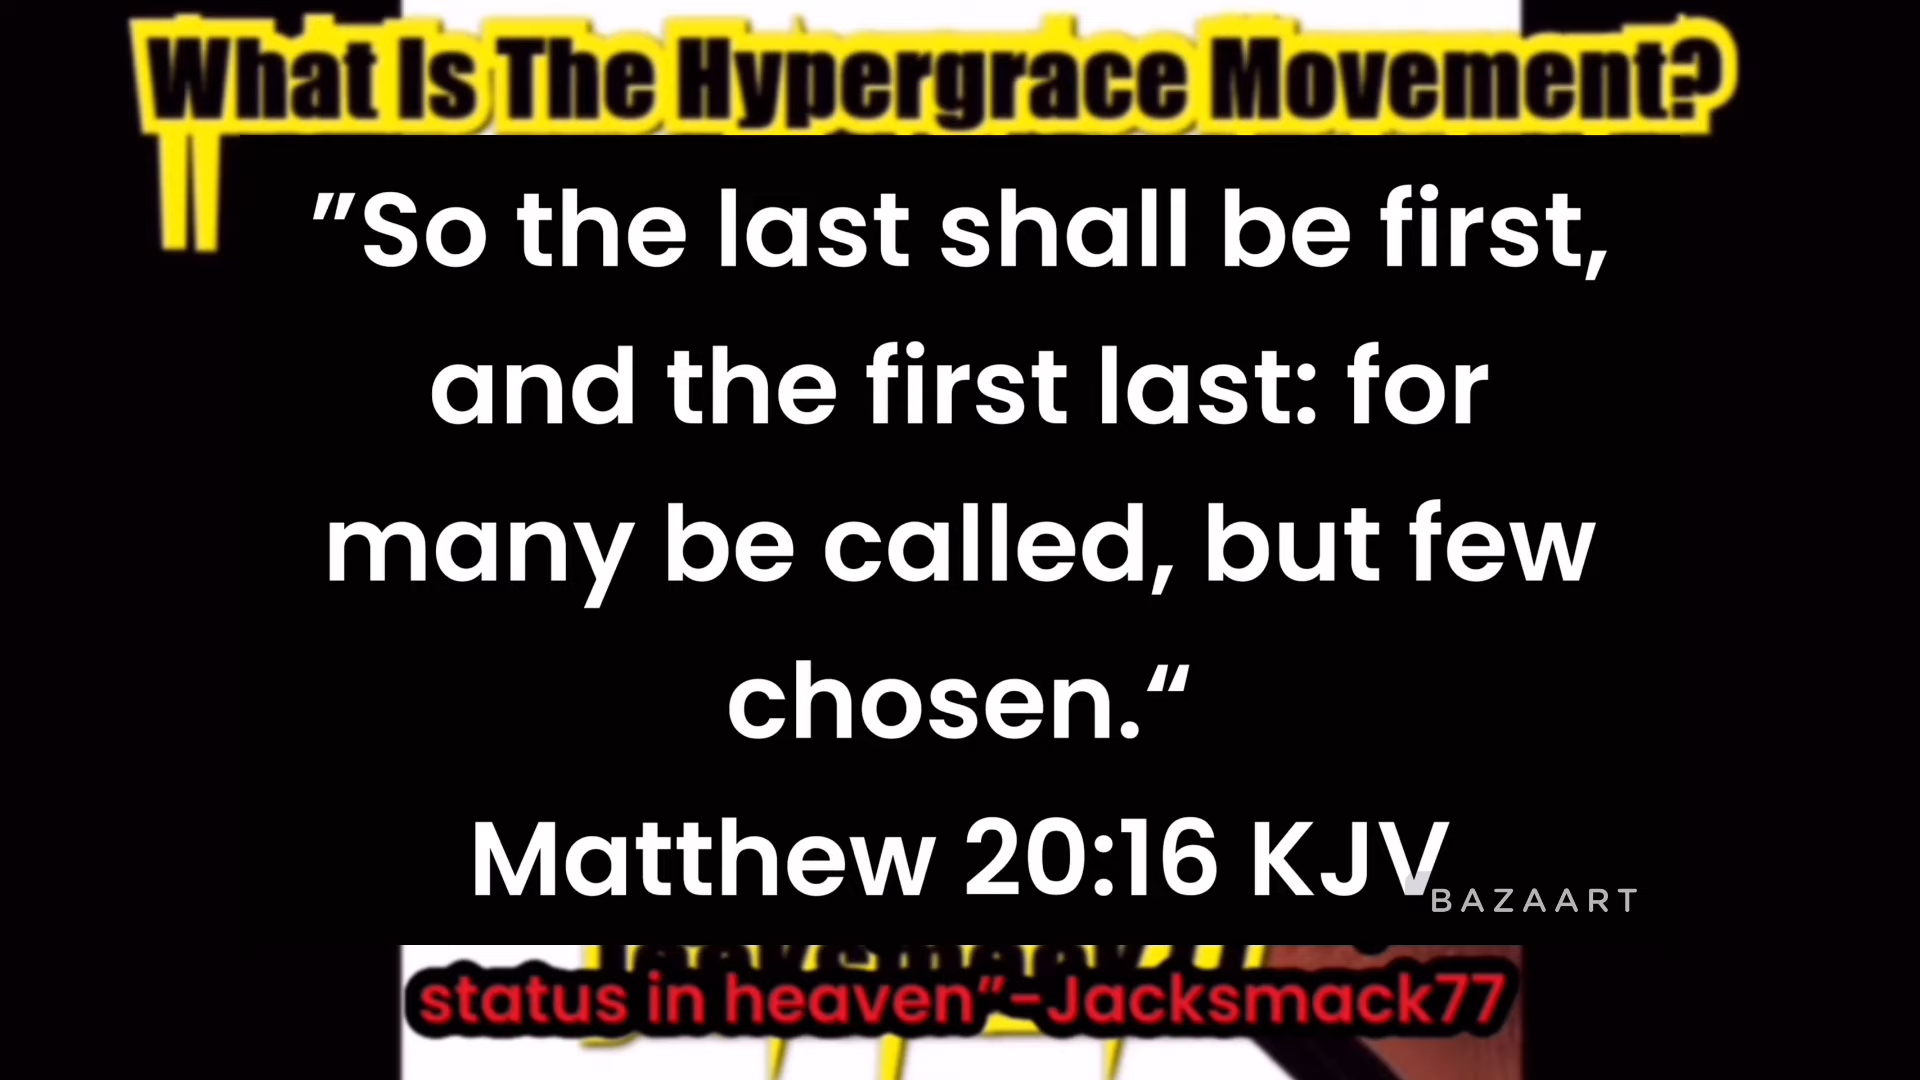 What Is The Hypergrace Movement?
”So the last shall be first,
and the first last: for
many be called, but few
chosen.“
Matthew 20:16 KJV
BAZAART
status in heaven”-Jacksmack77